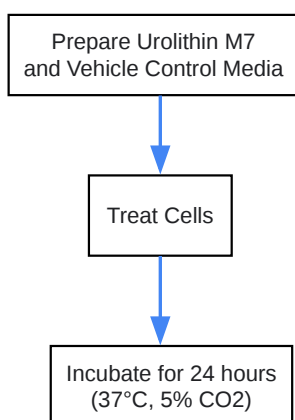 Prepare Urolithin M7
and Vehicle Control Media
Treat Cells
Incubate for 24 hours
(37°C, 5% CO2)